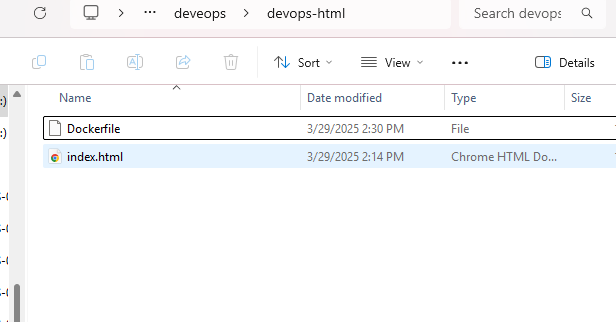 deveops > devops-html Search devops
Sort View ... Details
Name Date modified Type Size
Dockerfile 3/29/2025 2:30 PM File
index.html 3/29/2025 2:14 PM Chrome HTML Do...